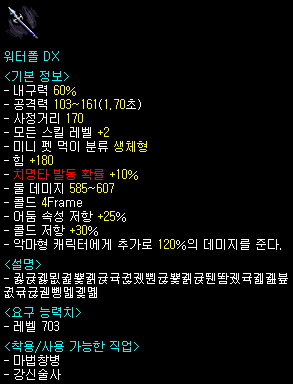 워터폴 DX
<기본 정보>
- 내구력 60%
- 공격력 103~161(1,70초)
- 사정거리 170
- 모든 스킬 레벨 +2
- 미니 펫 먹이 분류 생체형
- 힘 +180
- 치명타 발동 확률 +10%
- 물 데미지 585~607
- 콜드 4Frame
- 어둠 속성 저항 +25%
- 콜드 저항 +30%
- 악마형 캐릭터에게 추가로 120%의 데미지를 준다.
<설명>
<요구 능력치>
- 레벨 703
<착용/사용 가능한 직업>
- 마법창병
- 강신술사